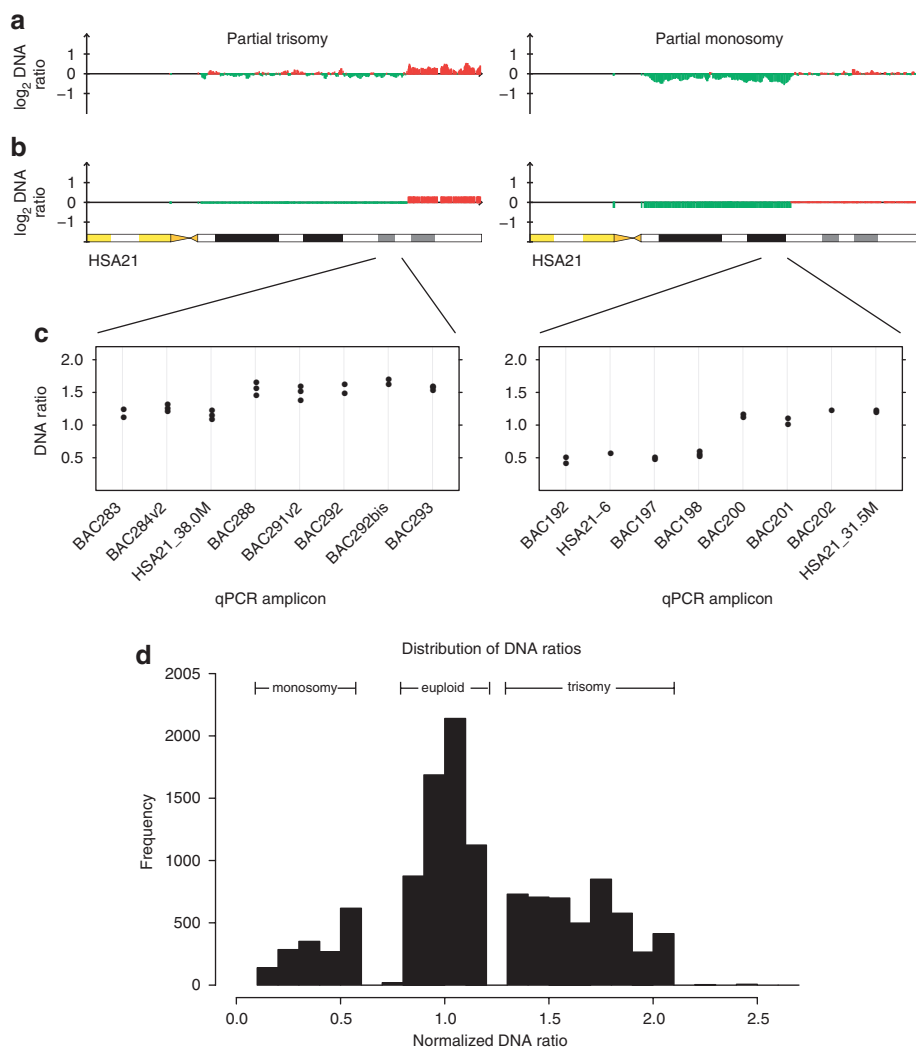 a
Partial trisomy
Partial monosomy
log2 DNA ratio
1
0
−1
1
0
−1
b
log2 DNA ratio
1
0
−1
1
0
−1
HSA21
HSA21
c
DNA ratio
2.0
1.5
1.0
0.5
2.0
1.5
1.0
0.5
BAC283
BAC284v2
HSA21_38.0M
BAC288
BAC291v2
BAC292
BAC292bis
BAC293
BAC192
HSA21-6
BAC197
BAC198
BAC200
BAC201
BAC202
HSA21_31.5M
qPCR amplicon
qPCR amplicon
d
Distribution of DNA ratios
monosomy
euploid
trisomy
Frequency
2005
2000
1500
1000
500
0
0.0
0.5
1.0
1.5
2.0
2.5
Normalized DNA ratio